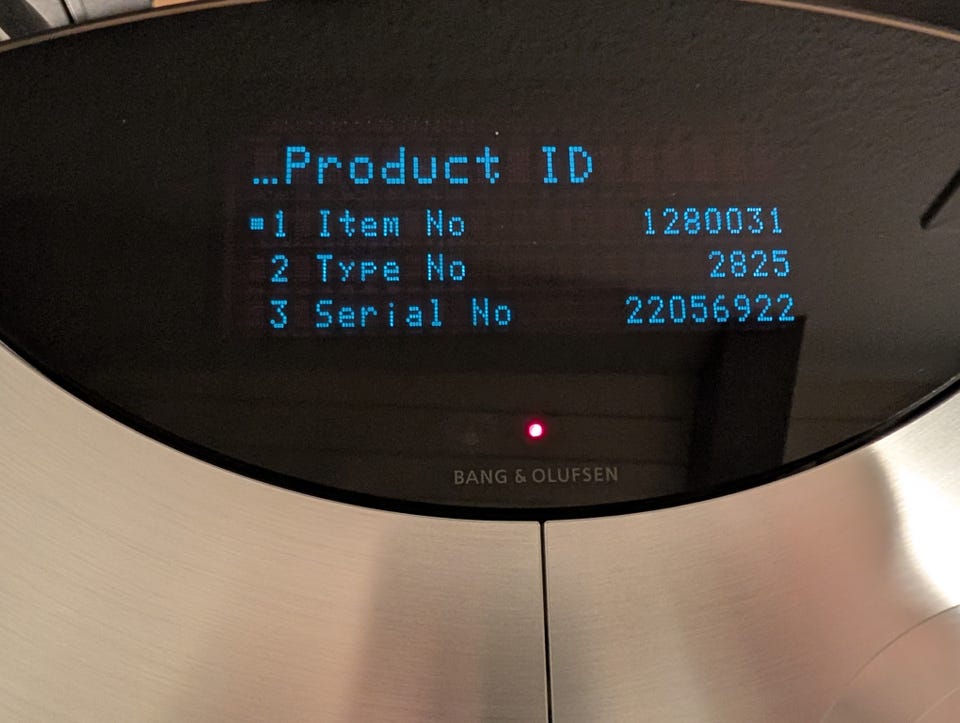 …Product ID
1 Item No 1280031
2 Type No 2825
3 Serial No 22056922
BANG & OLUFSEN